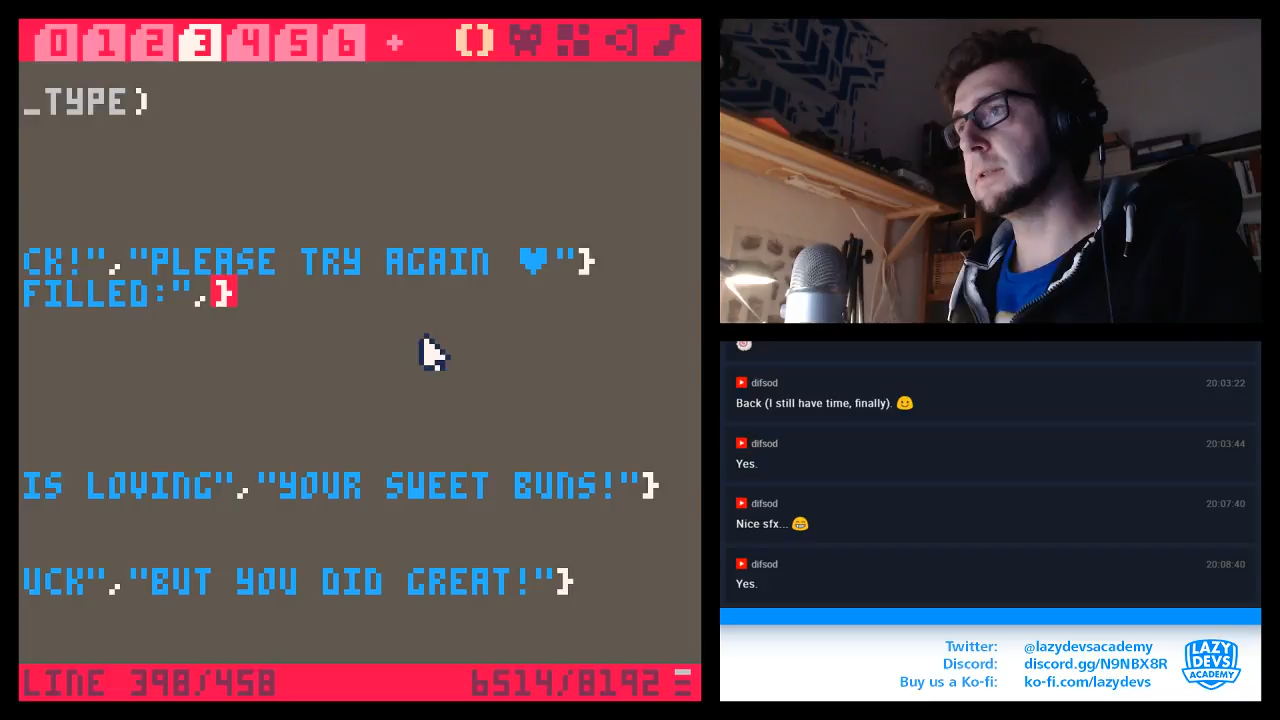 0 1 2 3 4 5 6 +
_TYPE)
CK!","PLEASE TRY AGAIN ♥"}
FILLED:",}
IS LOVING","YOUR SWEET BUNS!"}
UCK","BUT YOU DID GREAT!"}
LINE 398/458 6514/8192
difsod 20:03:22
Back (I still have time, finally). 😊
difsod 20:03:44
Yes.
difsod 20:07:40
Nice sfx... 😁
difsod 20:08:40
Yes.
Twitter: @lazydevsacademy
Discord: discord.gg/N9NBX8R
Buy us a Ko-fi: ko-fi.com/lazydevs
LAZY
DEVS
ACADEMY